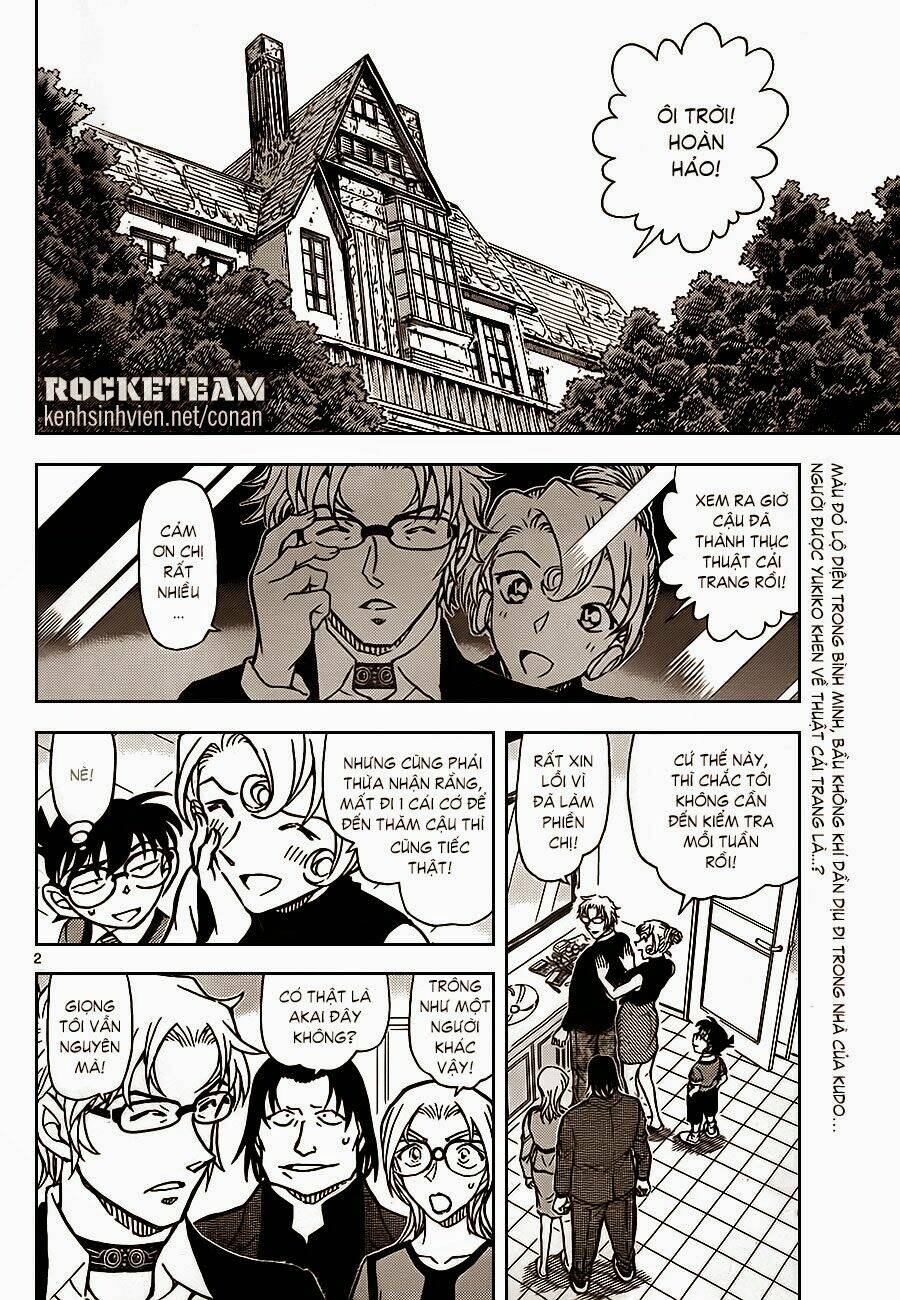 ÔI TRỜI!
HOÀN
HẢO!
ROCKETEAM
kenhsinhvien.net/conan
MÀU ĐỎ LỘ DIỆN TRONG BÌNH MINH, BẦU KHÔNG KHÍ DẦN DỊU ĐI TRONG NHÀ CỦA KUDO...
NGƯỜI ĐƯỢC YUKIKO KHEN VỀ THUẬT CẢI TRANG LÀ...?
XEM RA GIỜ
CẬU ĐÃ
THÀNH THỤC
THUẬT CẢI
TRANG RỒI!
CẢM
ƠN CHỊ
RẤT
NHIỀU
...
CỨ THẾ NÀY,
THÌ CHẮC TÔI
KHÔNG CẦN
ĐẾN KIỂM TRA
MỖI TUẦN
RỒI!
RẤT XIN
LỖI VÌ
ĐÃ LÀM
PHIỀN
CHỊ!
NHƯNG CŨNG PHẢI
THỪA NHẬN RẰNG,
MẤT ĐI 1 CÁI CỚ ĐỂ
ĐẾN THĂM CẬU THÌ
CŨNG TIẾC
THẬT!
NÈ!
2
TRÔNG
NHƯ MỘT
NGƯỜI
KHÁC
VẬY!
CÓ THẬT LÀ
AKAI ĐÂY
KHÔNG?
GIỌNG
TÔI VẪN
NGUYÊN
MÀ!